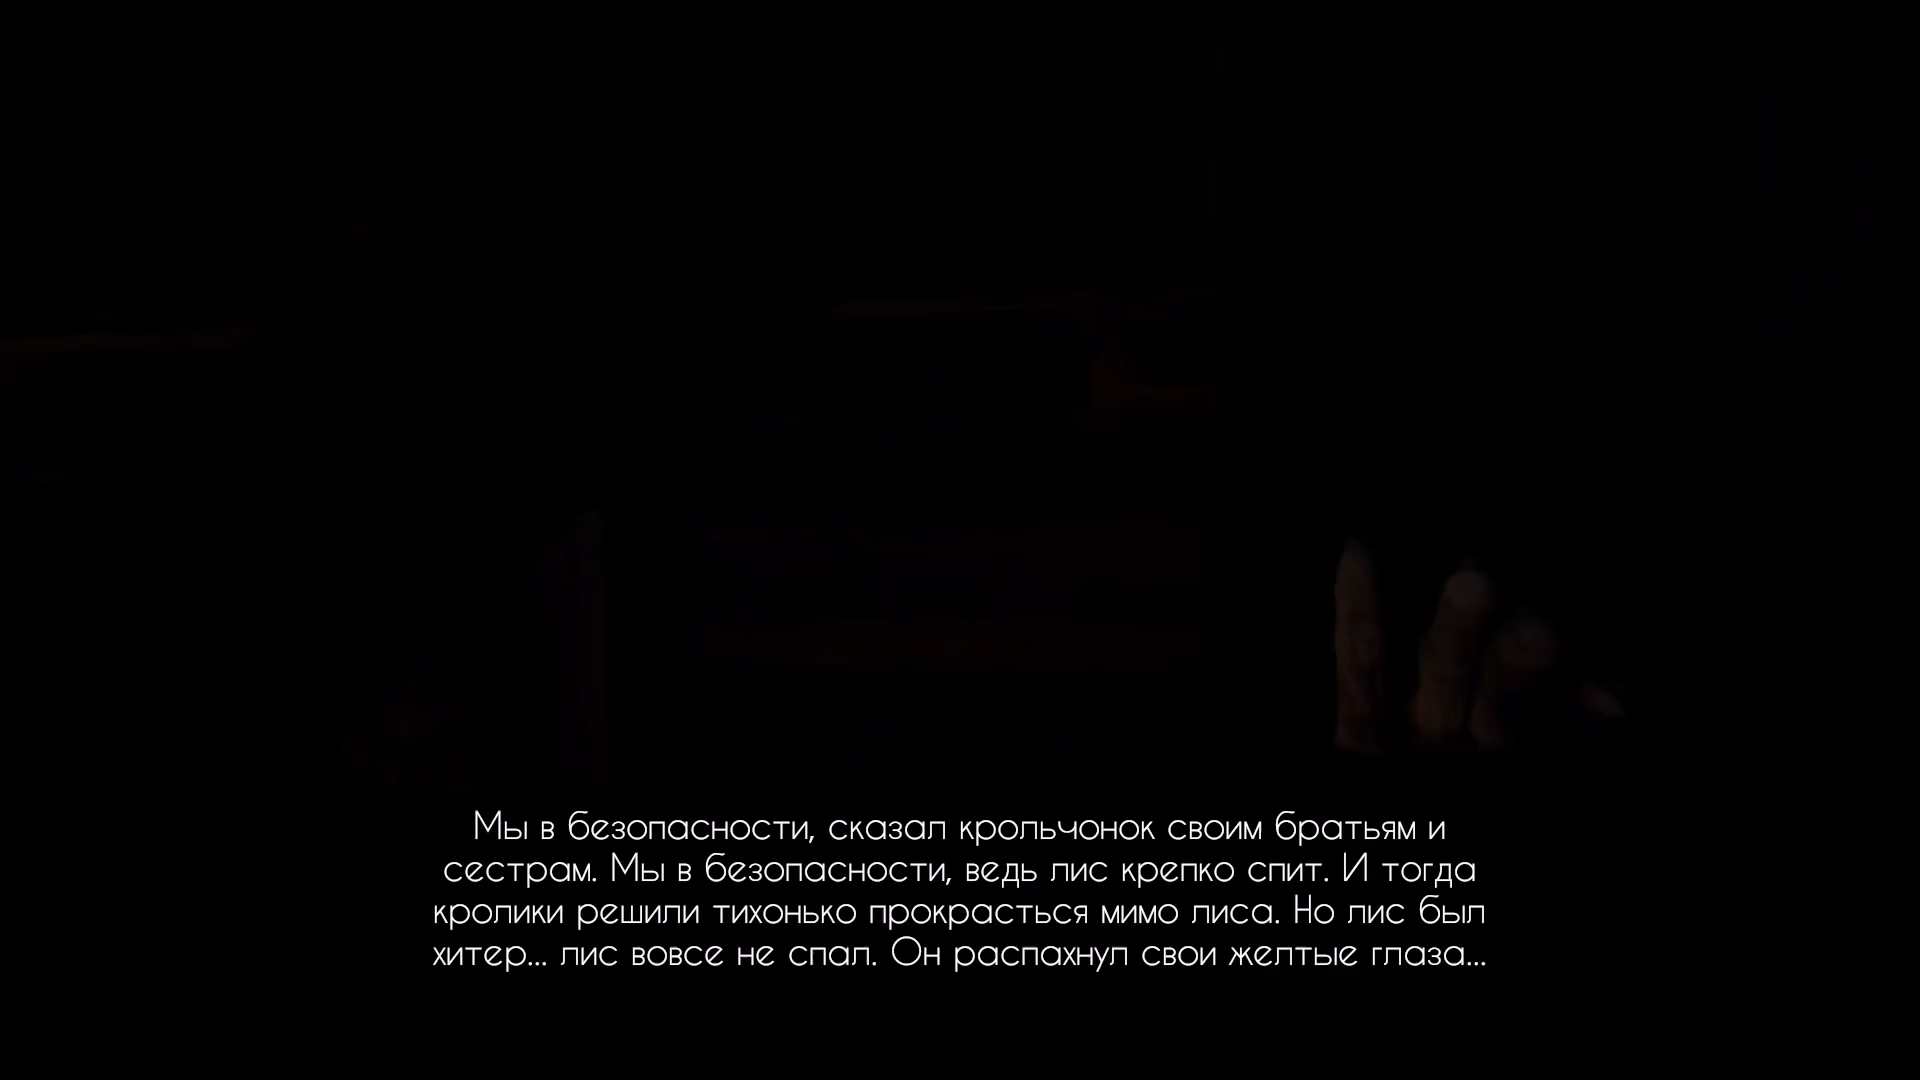 Мы в безопасности, сказал крольчонок своим братьям и
сестрам. Мы в безопасности, ведь лис крепко спит. И тогда
кролики решили тихонько прокрасться мимо лиса. Но лис был
хитер... лис вовсе не спал. Он распахнул свои желтые глаза...